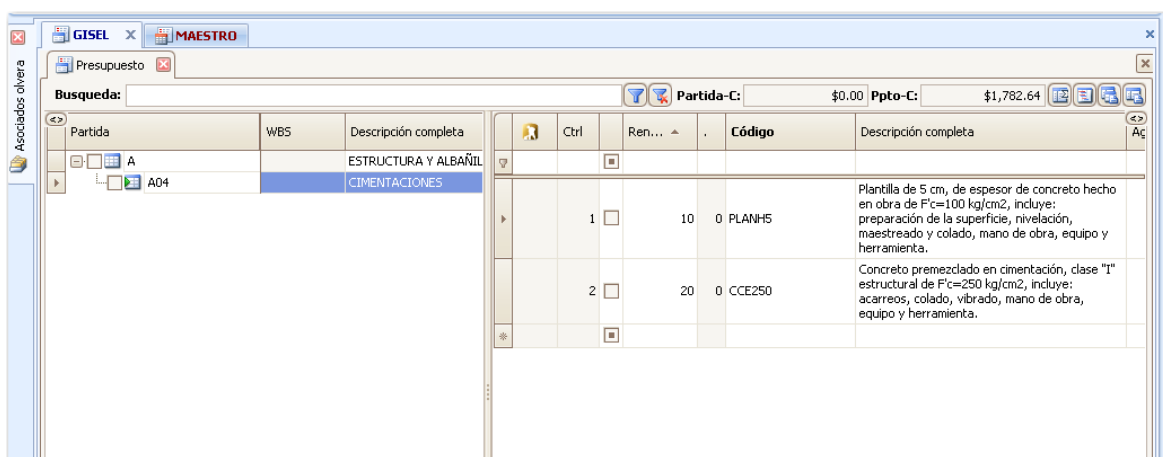 GISEL X MAESTRO
Presupuesto
Asociados olvera
Busqueda: Partida-C: $0.00 Ppto-C: $1,782.64
Partida WBS Descripción completa
A ESTRUCTURA Y ALBAÑIL
A04 CIMENTACIONES
Ctrl Ren... . Código Descripción completa Ag
1 10 0 PLANH5
Plantilla de 5 cm, de espesor de concreto hecho
en obra de F'c=100 kg/cm2, incluye:
preparación de la superficie, nivelación,
maestreado y colado, mano de obra, equipo y
herramienta.
2 20 0 CCE250
Concreto premezclado en cimentación, clase "I"
estructural de F'c=250 kg/cm2, incluye:
acarreos, colado, vibrado, mano de obra,
equipo y herramienta.